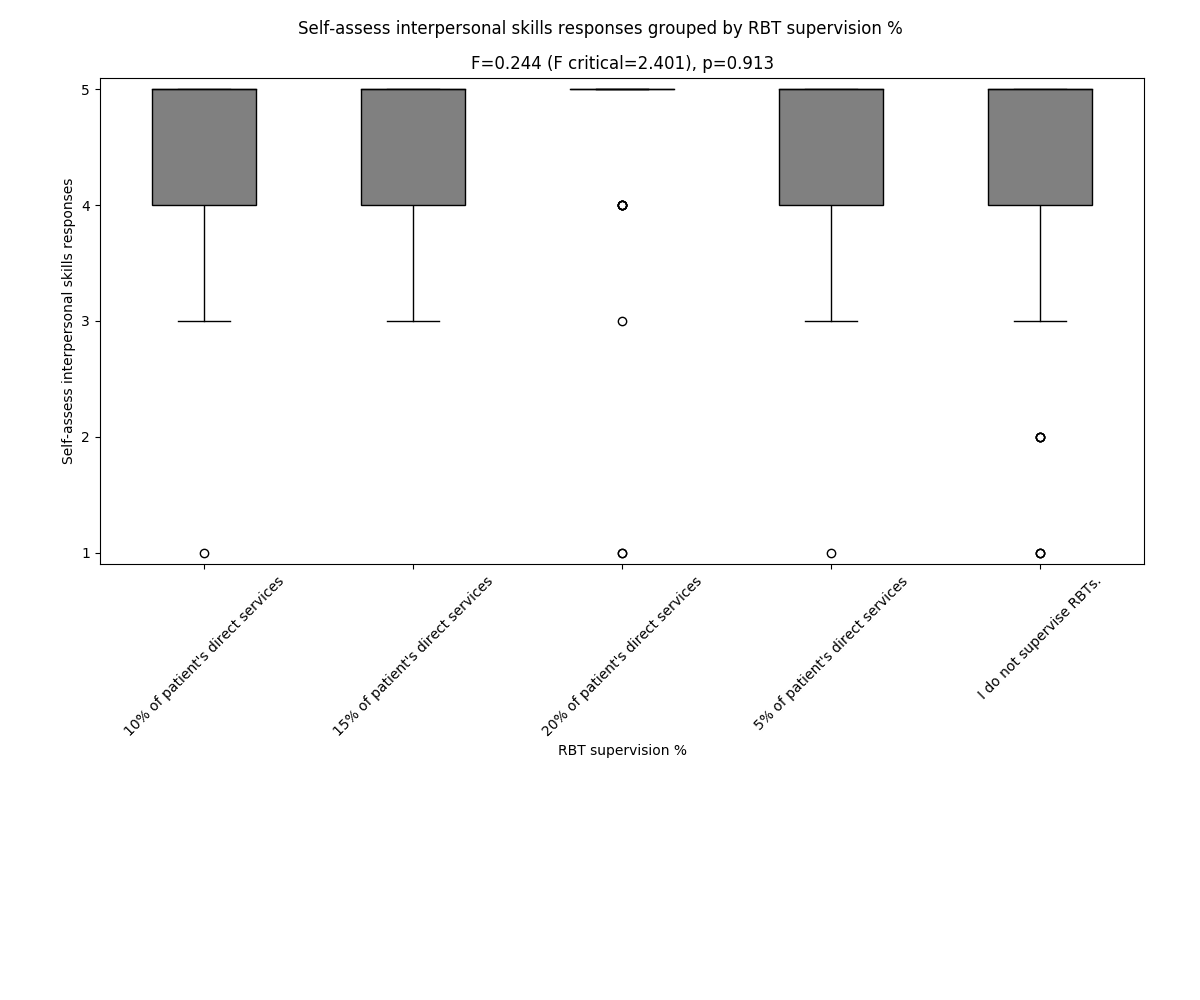 Self-assess interpersonal skills responses grouped by RBT supervision %
F=0.244 (F critical=2.401), p=0.913
Self-assess interpersonal skills responses
5
4
3
2
1
10% of patient's direct services
15% of patient's direct services
20% of patient's direct services
5% of patient's direct services
I do not supervise RBTs.
RBT supervision %